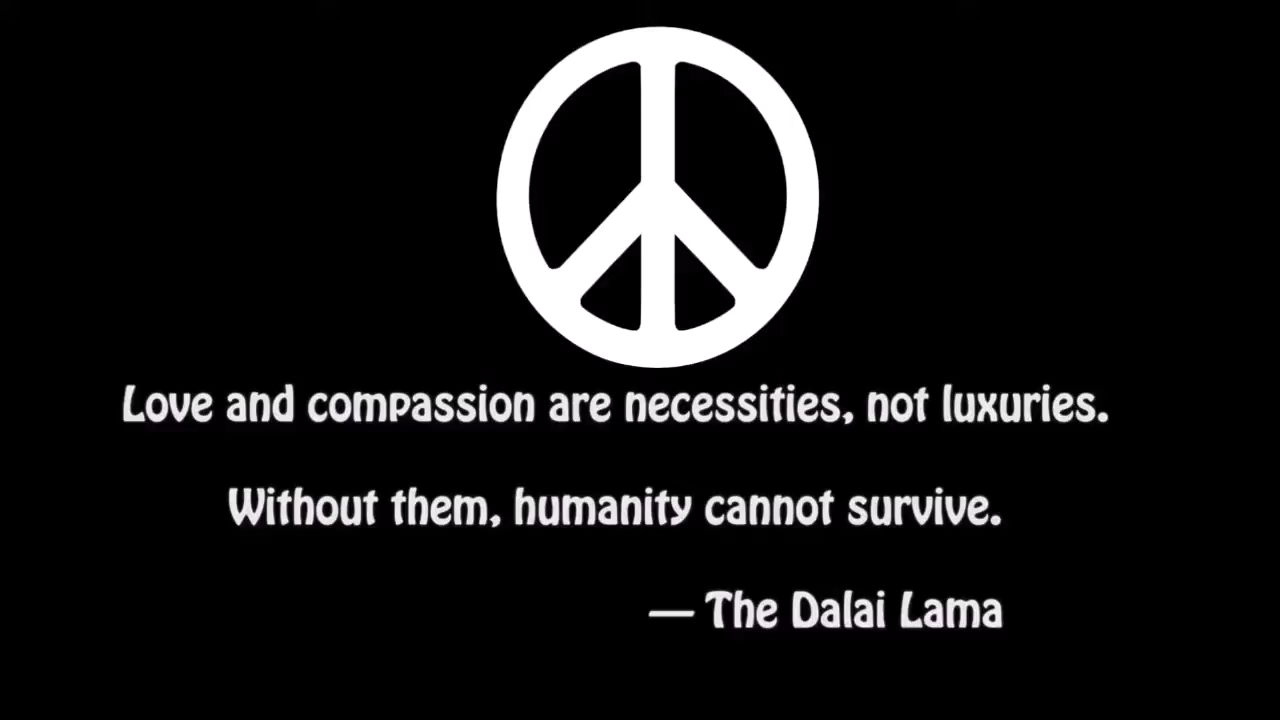 Love and compassion are necessities, not luxuries.
Without them, humanity cannot survive.
— The Dalai Lama